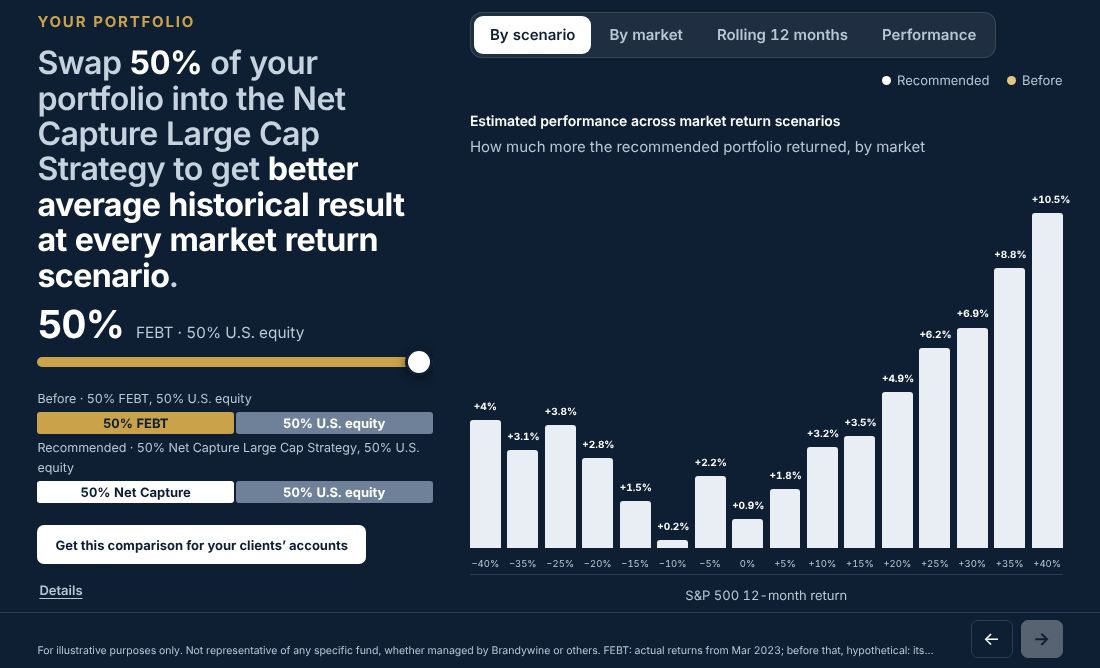 YOUR PORTFOLIO
Swap 50% of your
portfolio into the Net
Capture Large Cap
Strategy to get better
average historical result
at every market return
scenario.
50% FEBT · 50% U.S. equity
Before · 50% FEBT, 50% U.S. equity
50% FEBT 50% U.S. equity
Recommended · 50% Net Capture Large Cap Strategy, 50% U.S.
equity
50% Net Capture 50% U.S. equity
Get this comparison for your clients’ accounts
Details
By scenario By market Rolling 12 months Performance
Recommended Before
Estimated performance across market return scenarios
How much more the recommended portfolio returned, by market
+4% +3.1% +3.8% +2.8% +1.5% +0.2% +2.2% +0.9% +1.8% +3.2% +3.5% +4.9% +6.2% +6.9% +8.8% +10.5%
−40% −35% −25% −20% −15% −10% −5% 0% +5% +10% +15% +20% +25% +30% +35% +40%
S&P 500 12-month return
For illustrative purposes only. Not representative of any specific fund, whether managed by Brandywine or others. FEBT: actual returns from Mar 2023; before that, hypothetical: its…
← →